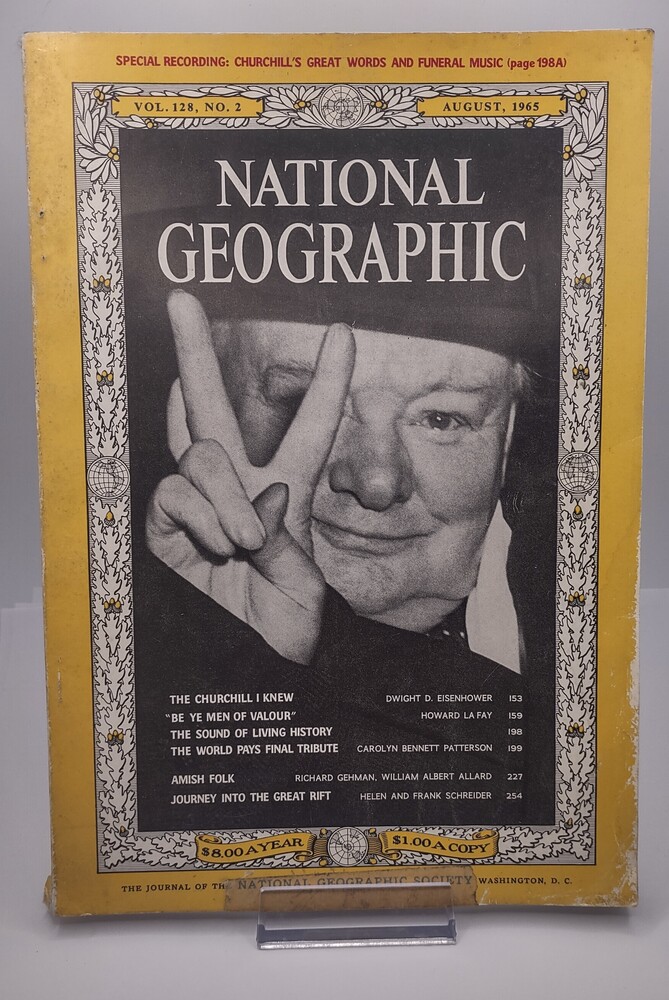 SPECIAL RECORDING: CHURCHILL'S GREAT WORDS AND FUNERAL MUSIC (page 198A)
VOL. 128, NO. 2 AUGUST, 1965
NATIONAL
GEOGRAPHIC
THE CHURCHILL I KNEW DWIGHT D. EISENHOWER 153
"BE YE MEN OF VALOUR" HOWARD LA FAY 159
THE SOUND OF LIVING HISTORY 198
THE WORLD PAYS FINAL TRIBUTE CAROLYN BENNETT PATTERSON 199
AMISH FOLK RICHARD GEHMAN, WILLIAM ALBERT ALLARD 227
JOURNEY INTO THE GREAT RIFT HELEN AND FRANK SCHREIDER 254
$8.00 A YEAR $1.00 A COPY
THE JOURNAL OF THE NATIONAL GEOGRAPHIC SOCIETY WASHINGTON, D. C.